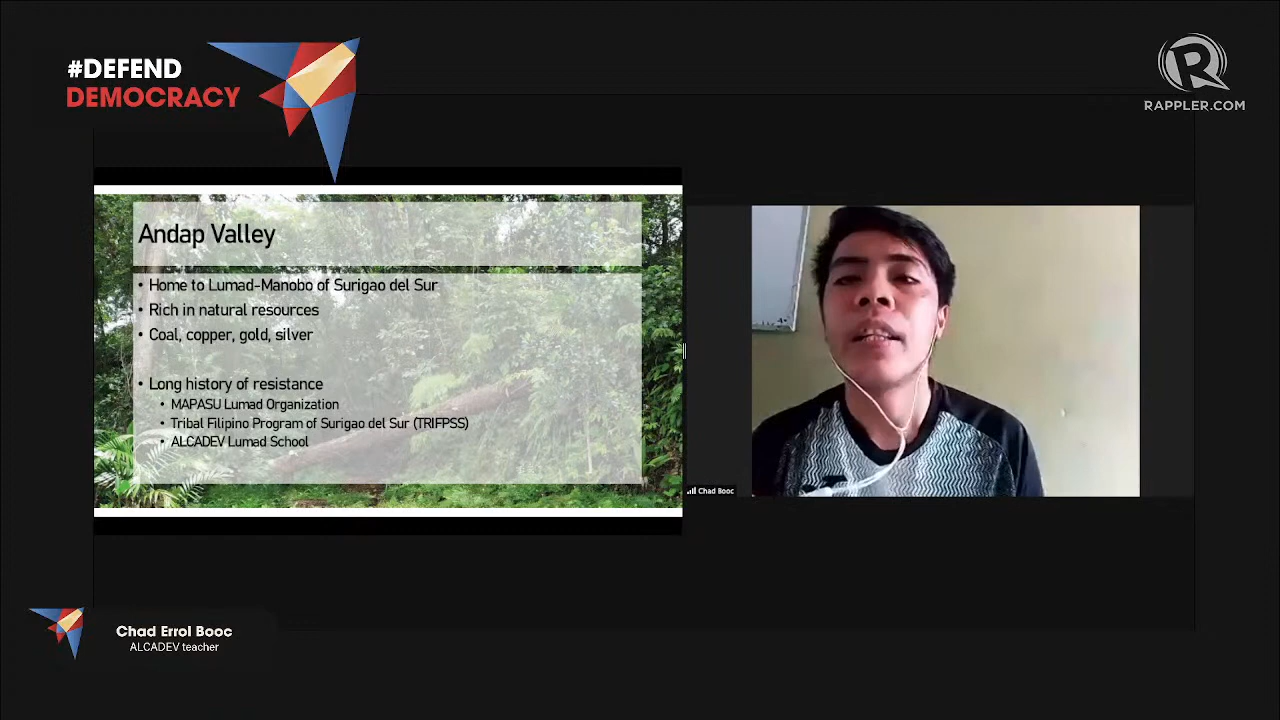 #DEFEND
DEMOCRACY
R
RAPPLER.COM
Andap Valley
• Home to Lumad-Manobo of Surigao del Sur
• Rich in natural resources
• Coal, copper, gold, silver
• Long history of resistance
• MAPASU Lumad Organization
• Tribal Filipino Program of Surigao del Sur (TRIFPSS)
• ALCADEV Lumad School
Chad Booc
Chad Errol Booc
ALCADEV teacher